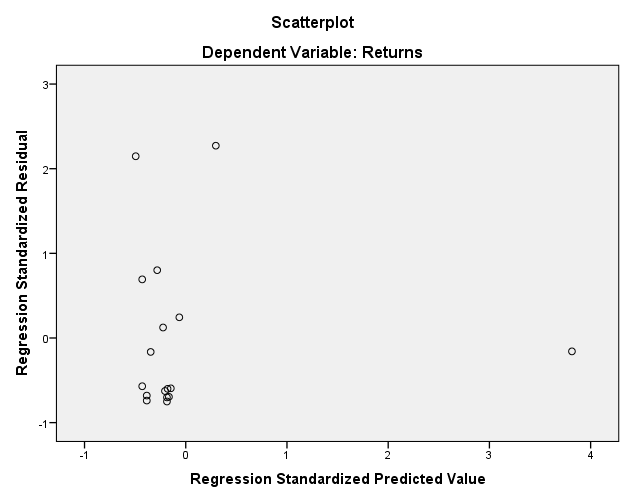 Scatterplot
Dependent Variable: Returns
Regression Standardized Residual
3
2
1
0
-1
-1 0 1 2 3 4
Regression Standardized Predicted Value